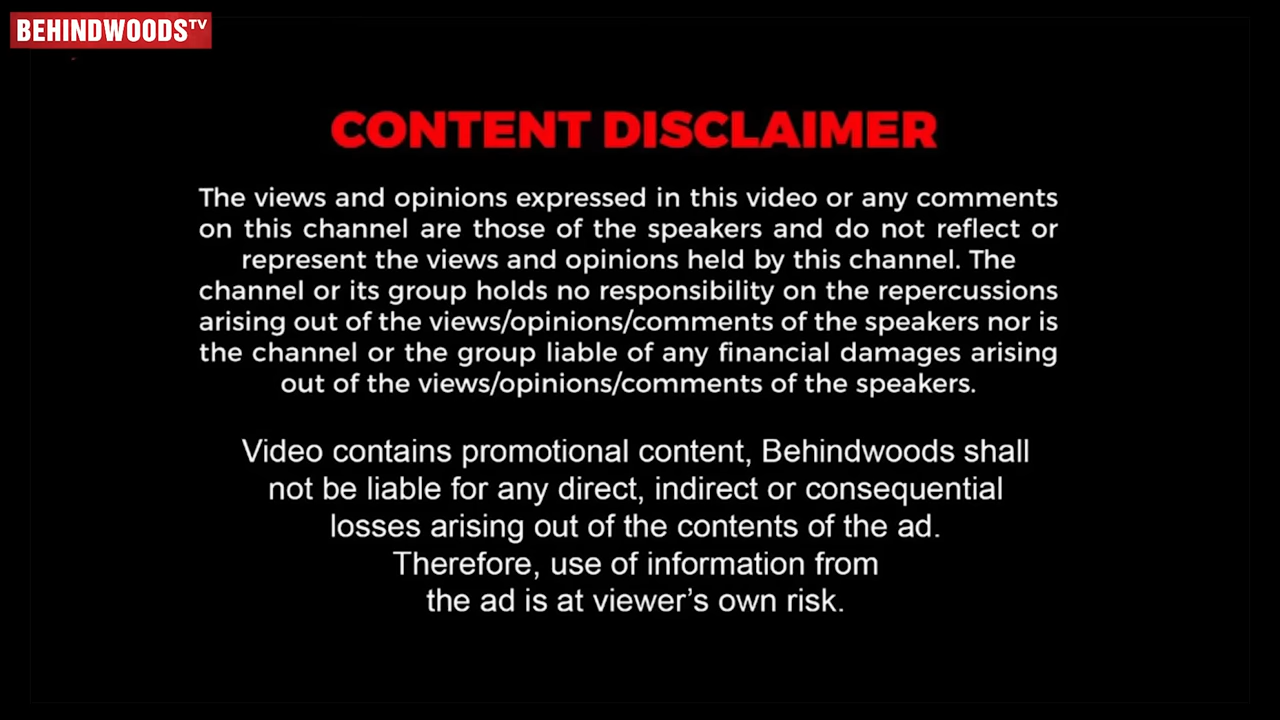 BEHINDWOODS TV
CONTENT DISCLAIMER
The views and opinions expressed in this video or any comments
on this channel are those of the speakers and do not reflect or
represent the views and opinions held by this channel. The
channel or its group holds no responsibility on the repercussions
arising out of the views/opinions/comments of the speakers nor is
the channel or the group liable of any financial damages arising
out of the views/opinions/comments of the speakers.
Video contains promotional content, Behindwoods shall
not be liable for any direct, indirect or consequential
losses arising out of the contents of the ad.
Therefore, use of information from
the ad is at viewer’s own risk.